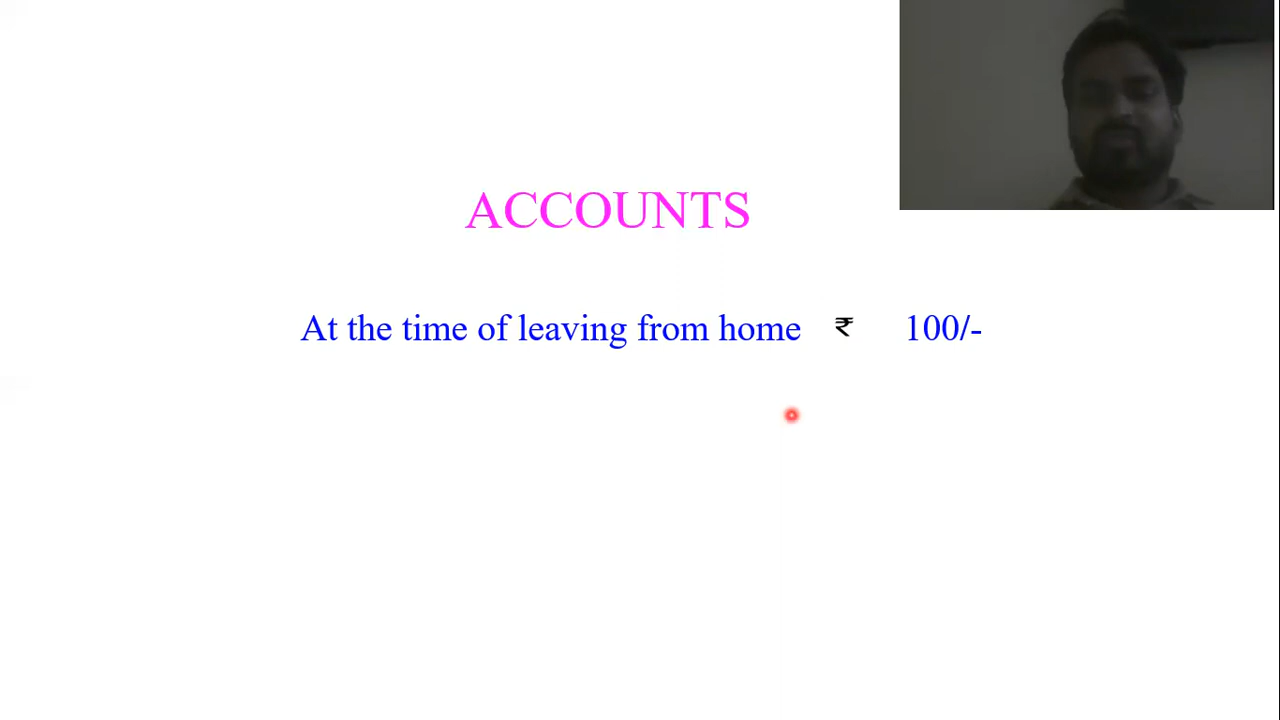 ACCOUNTS
At the time of leaving from home ₹ 100/-